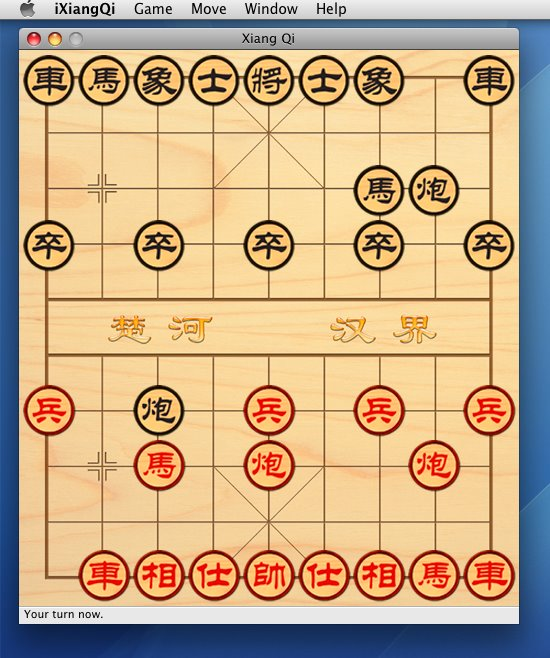 iXiangQi Game Move Window Help
Xiang Qi
車 馬 象 士 將 士 象 車
馬 炮
卒 卒 卒 卒 卒
楚 河 汉 界
兵 炮 兵 兵 兵
馬 炮 炮
車 相 仕 帥 仕 相 馬 車
Your turn now.